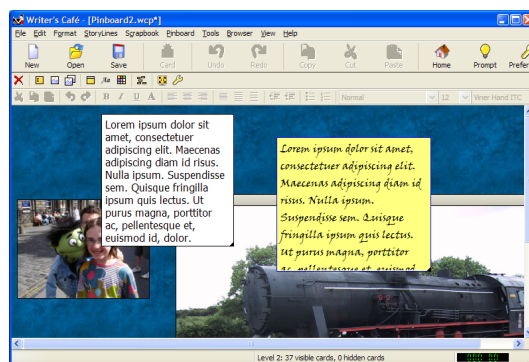 Writer's Café - [Pinboard2.wcp*]
File Edit Format StoryLines Scrapbook Pinboard Tools Browser View Help
New Open Save Card Undo Redo Copy Cut Paste Home Prompt Prefer
B I U A Normal 12 Viner Hand ITC
Lorem ipsum dolor sit
amet, consectetuer
adipiscing elit. Maecenas
adipiscing diam id risus.
Nulla ipsum. Suspendisse
sem. Quisque fringilla
ipsum quis lectus. Ut
purus magna, porttitor
ac, pellentesque et,
euismod id, dolor.
Lorem ipsum dolor sit amet,
consectetuer adipiscing elit.
Maecenas adipiscing diam id
risus. Nulla ipsum.
Suspendisse sem. Quisque
fringilla ipsum quis lectus.
Ut purus magna, porttitor
ac, pellentesque et, euismod
Level 2: 37 visible cards, 0 hidden cards